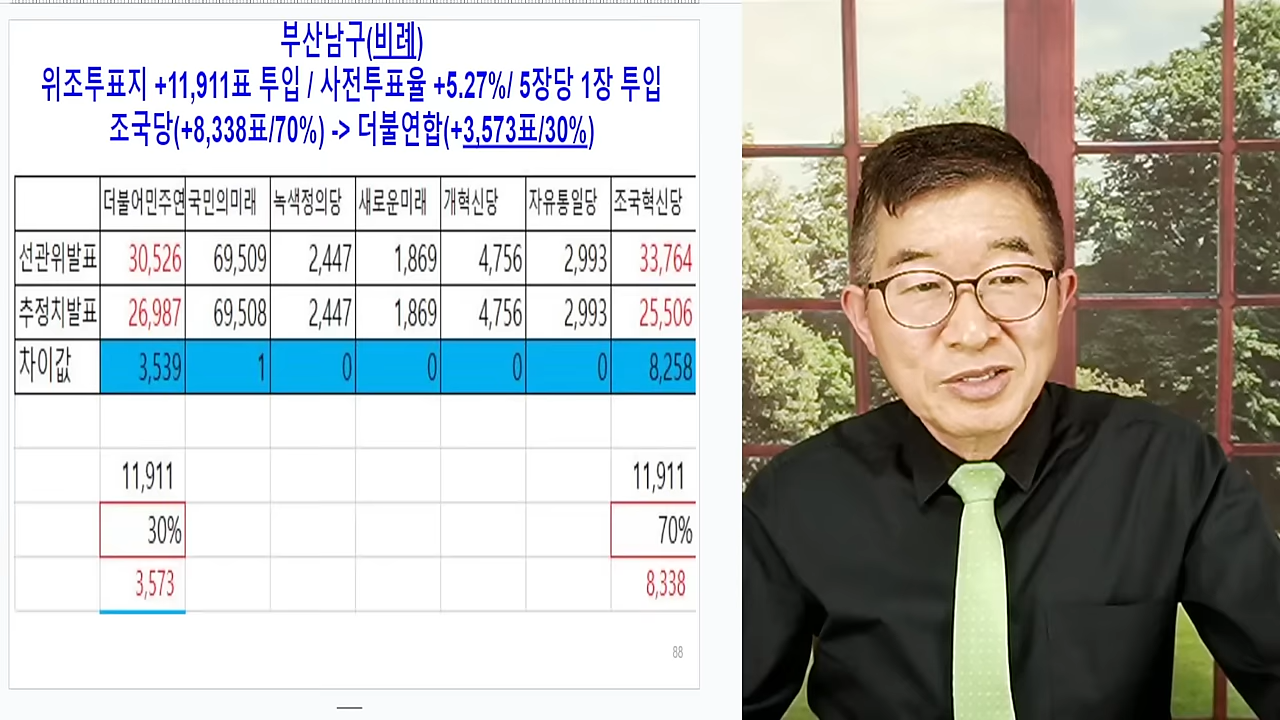 부산남구(비례)
위조투표지 +11,911표 투입 / 사전투표율 +5.27%/ 5장당 1장 투입
조국당(+8,338표/70%) -> 더불연합(+3,573표/30%)
더불어민주연 국민의미래 녹색정의당 새로운미래 개혁신당 자유통일당 조국혁신당
선관위발표 30,526 69,509 2,447 1,869 4,756 2,993 33,764
추정치발표 26,987 69,508 2,447 1,869 4,756 2,993 25,506
차이값 3,539 1 0 0 0 0 8,258
11,911 11,911
30% 70%
3,573 8,338
88